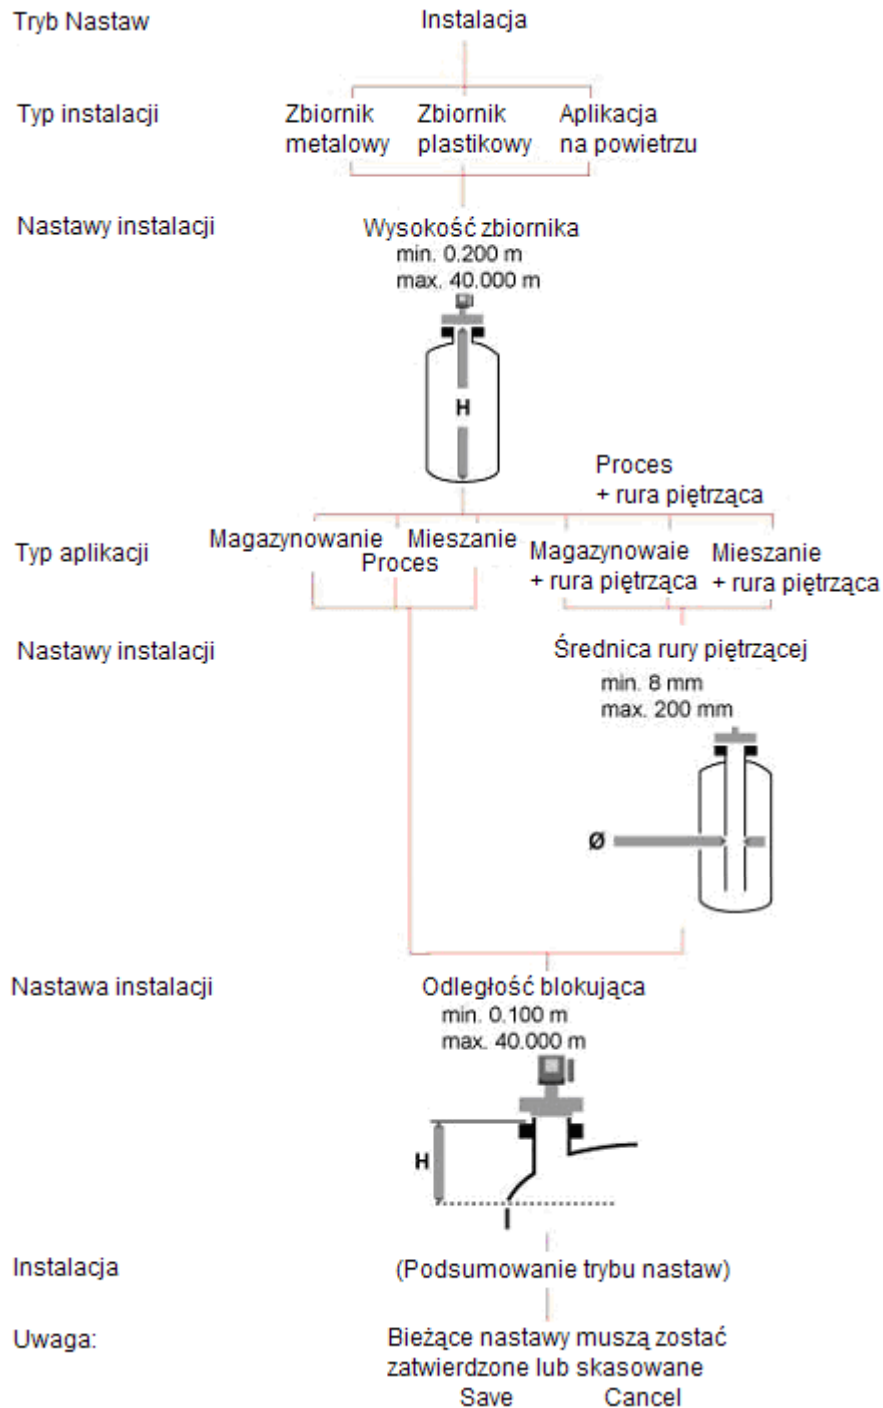 Tryb Nastaw
Instalacja
Typ instalacji
Zbiornik
metalowy
Zbiornik
plastikowy
Aplikacja
na powietrzu
Nastawy instalacji
Wysokość zbiornika
min. 0.200 m
max. 40.000 m
H
Proces
+ rura piętrząca
Typ aplikacji
Magazynowanie
Proces
Mieszanie
Magazynowaie
+ rura piętrząca
Mieszanie
+ rura piętrząca
Nastawy instalacji
Średnica rury piętrzącej
min. 8 mm
max. 200 mm
Ø
Nastawa instalacji
Odległość blokująca
min. 0.100 m
max. 40.000 m
H
Instalacja
(Podsumowanie trybu nastaw)
Uwaga:
Bieżące nastawy muszą zostać
zatwierdzone lub skasowane
Save Cancel